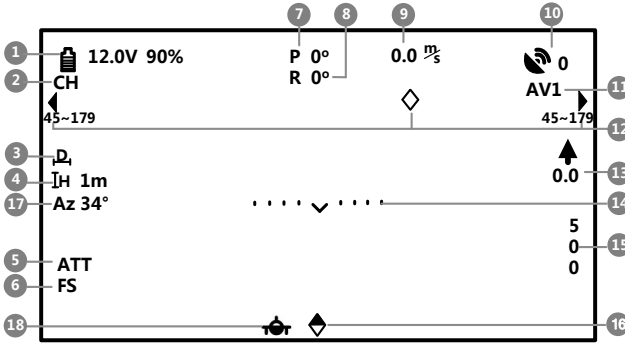 7 8 9 10
1 12.0V 90% P 0° 0.0 m/s 0
2 CH R 0° AV1 11
45~179 45~179 12
3 D
4 H 1m 0.0 13
17 Az 34° 14
5 15
5 ATT 0
6 FS 0
18 16